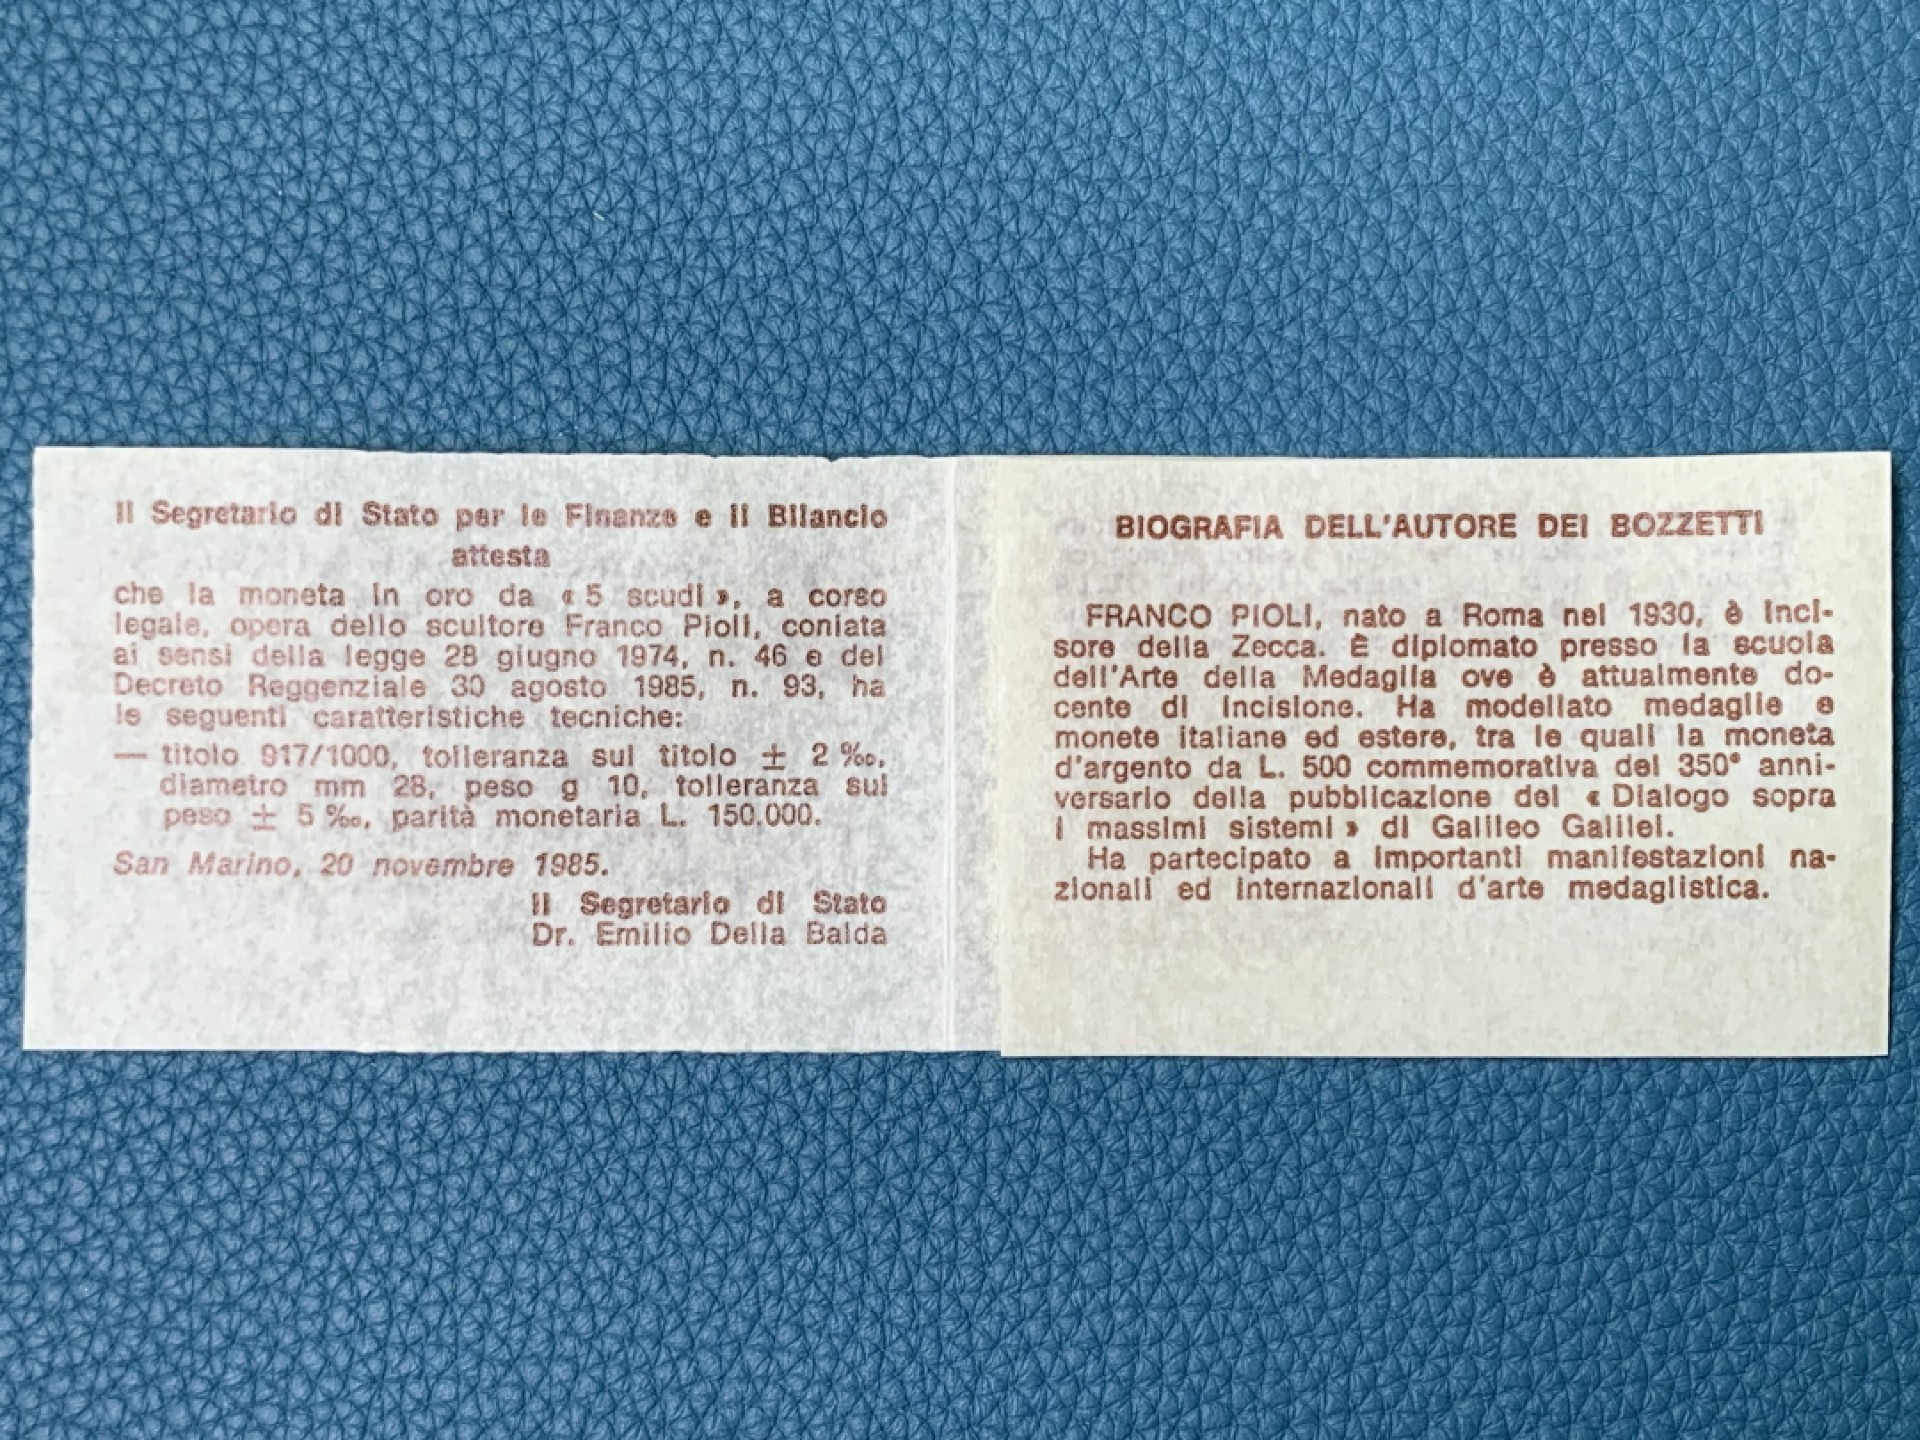 Il Segretario di Stato per le Finanze e il Bilancio
attesta
che la moneta in oro da « 5 scudi », a corso
legale, opera dello scultore Franco Pioli, coniata
ai sensi della legge 28 giugno 1974, n. 46 e del
Decreto Reggenziale 30 agosto 1985, n. 93, ha
le seguenti caratteristiche tecniche:
— titolo 917/1000, tolleranza sul titolo ± 2 ‰,
diametro mm 28, peso g 10, tolleranza sul
peso ± 5 ‰, parità monetaria L. 150.000.
San Marino, 20 novembre 1985.
Il Segretario di Stato
Dr. Emilio Della Balda
BIOGRAFIA DELL'AUTORE DEI BOZZETTI
FRANCO PIOLI, nato a Roma nel 1930, è inci-
sore della Zecca. È diplomato presso la scuola
dell'Arte della Medaglia ove è attualmente do-
cente di incisione. Ha modellato medaglie e
monete italiane ed estere, tra le quali la moneta
d'argento da L. 500 commemorativa del 350° anni-
versario della pubblicazione del « Dialogo sopra
i massimi sistemi » di Galileo Galilei.
Ha partecipato a importanti manifestazioni na-
zionali ed internazionali d'arte medaglistica.